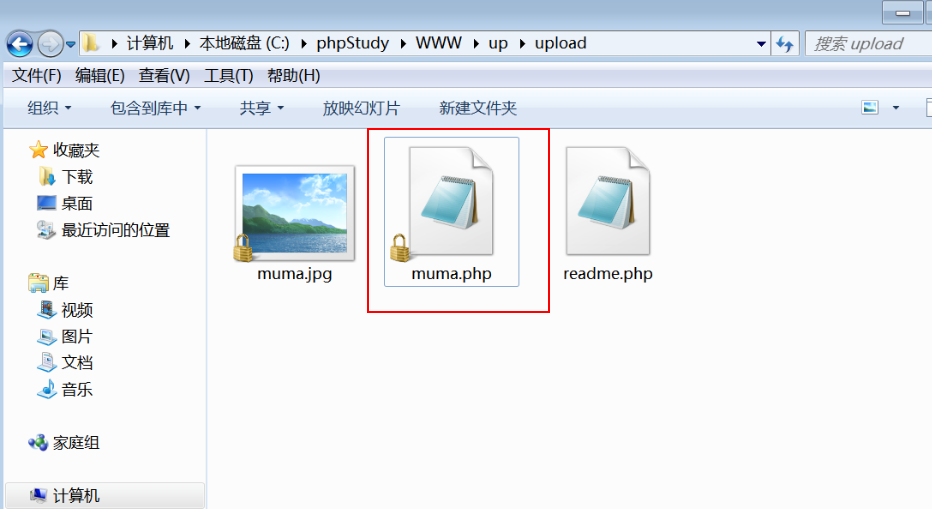 计算机 本地磁盘 (C:) phpStudy WWW up upload
搜索 upload
文件(F) 编辑(E) 查看(V) 工具(T) 帮助(H)
组织 包含到库中 共享 放映幻灯片 新建文件夹
收藏夹
下载
桌面
最近访问的位置
库
视频
图片
文档
音乐
家庭组
计算机
muma.jpg
muma.php
readme.php